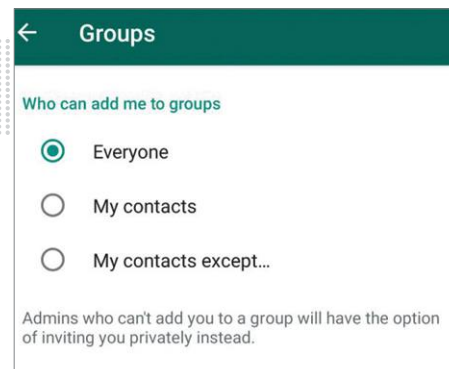 Groups
Who can add me to groups
Everyone
My contacts
My contacts except...
Admins who can't add you to a group will have the option
of inviting you privately instead.